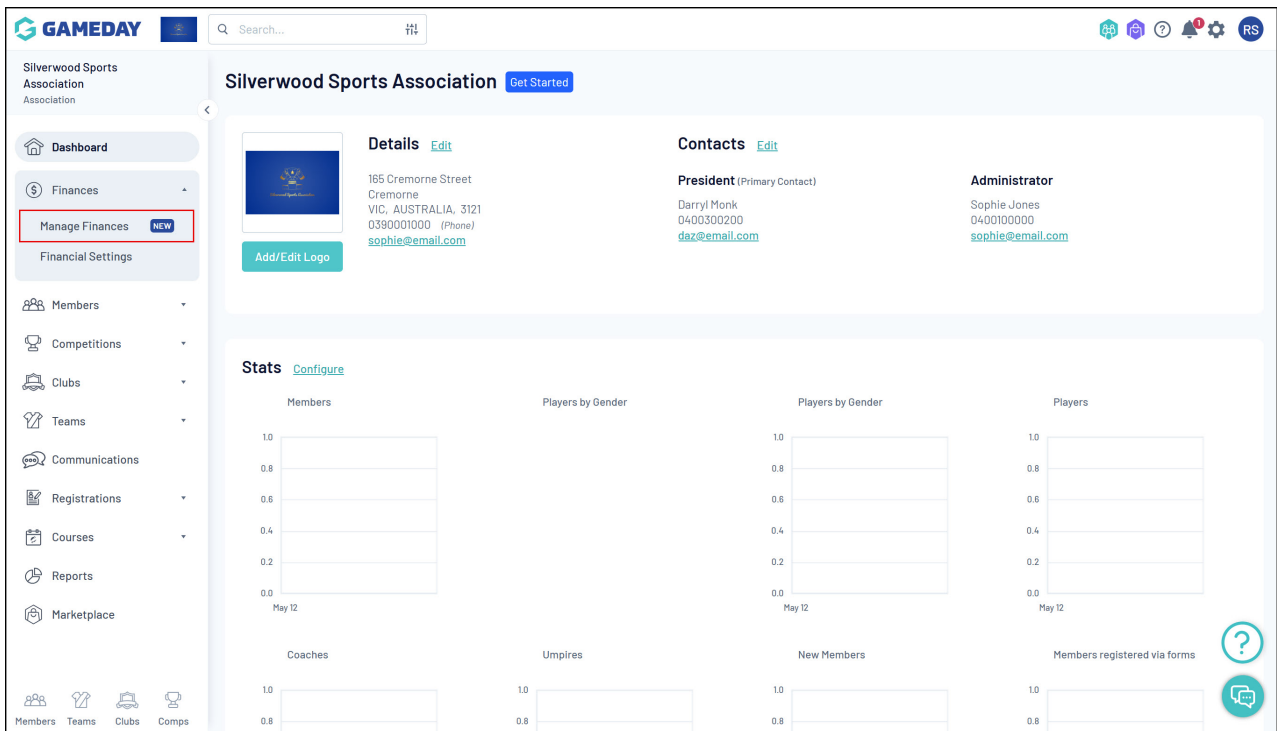 GAMEDAY
Search...
1
RS
Silverwood Sports
Association
Association
Dashboard
Finances
Manage Finances NEW
Financial Settings
Members
Competitions
Clubs
Teams
Communications
Registrations
Courses
Reports
Marketplace
Members Teams Clubs Comps
Silverwood Sports Association Get Started
Add/Edit Logo
Details Edit
165 Cremorne Street
Cremorne
VIC, AUSTRALIA, 3121
0390001000 (Phone)
sophie@email.com
Contacts Edit
President (Primary Contact)
Darryl Monk
0400300200
daz@email.com
Administrator
Sophie Jones
0400100000
sophie@email.com
Stats Configure
Members
1.0
0.8
0.6
0.4
0.2
0.0
May 12
Players by Gender
Players by Gender
1.0
0.8
0.6
0.4
0.2
0.0
May 12
Players
1.0
0.8
0.6
0.4
0.2
0.0
May 12
Coaches
1.0
0.8
Umpires
1.0
0.8
New Members
1.0
0.8
Members registered via forms
1.0
0.8